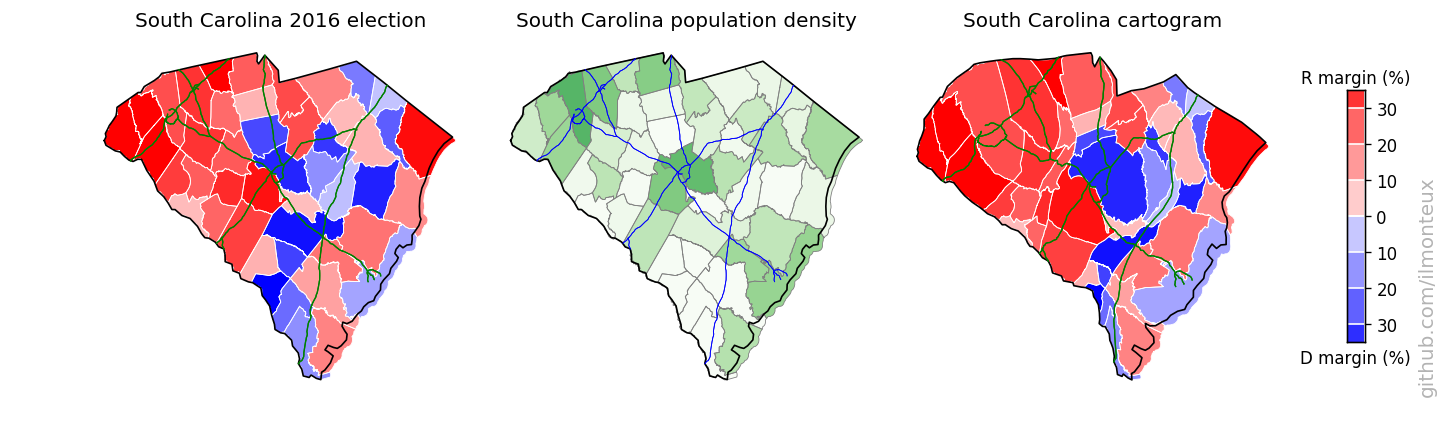 South Carolina 2016 election
South Carolina population density
South Carolina cartogram
R margin (%)
30
20
10
0
10
20
30
D margin (%)
github.com/ilmonteux